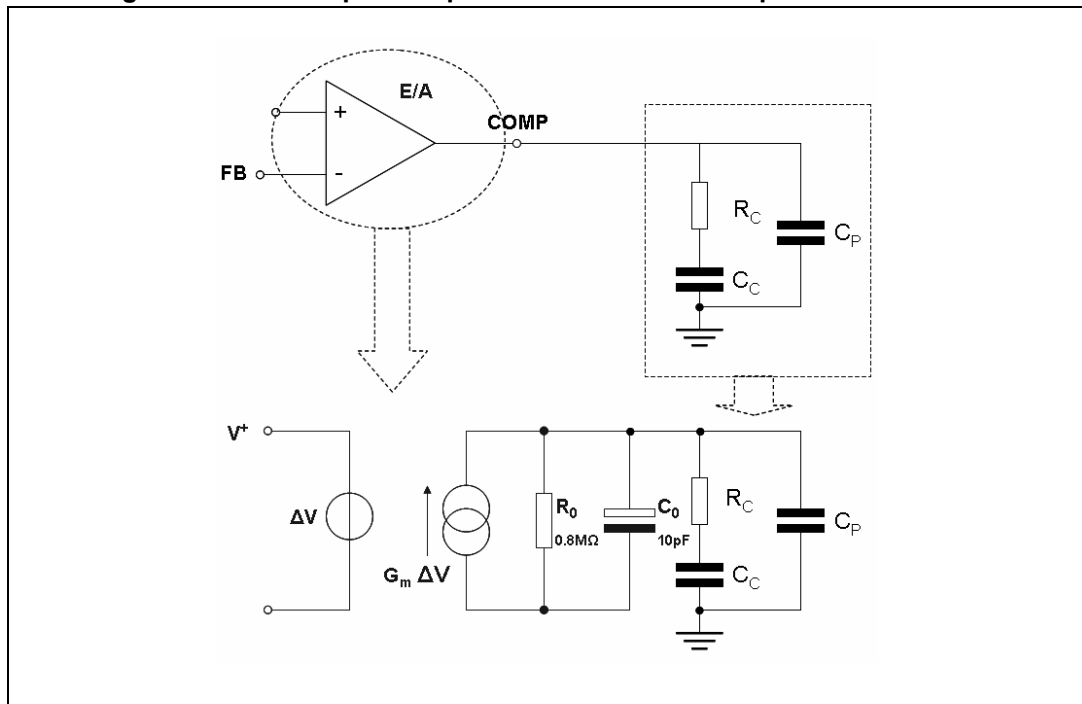 E/A
+
COMP
FB
-
R_C
C_P
C_C
V⁺
ΔV
G_m ΔV
R_0
0.8MΩ
C_0
10pF
R_C
C_C
C_P